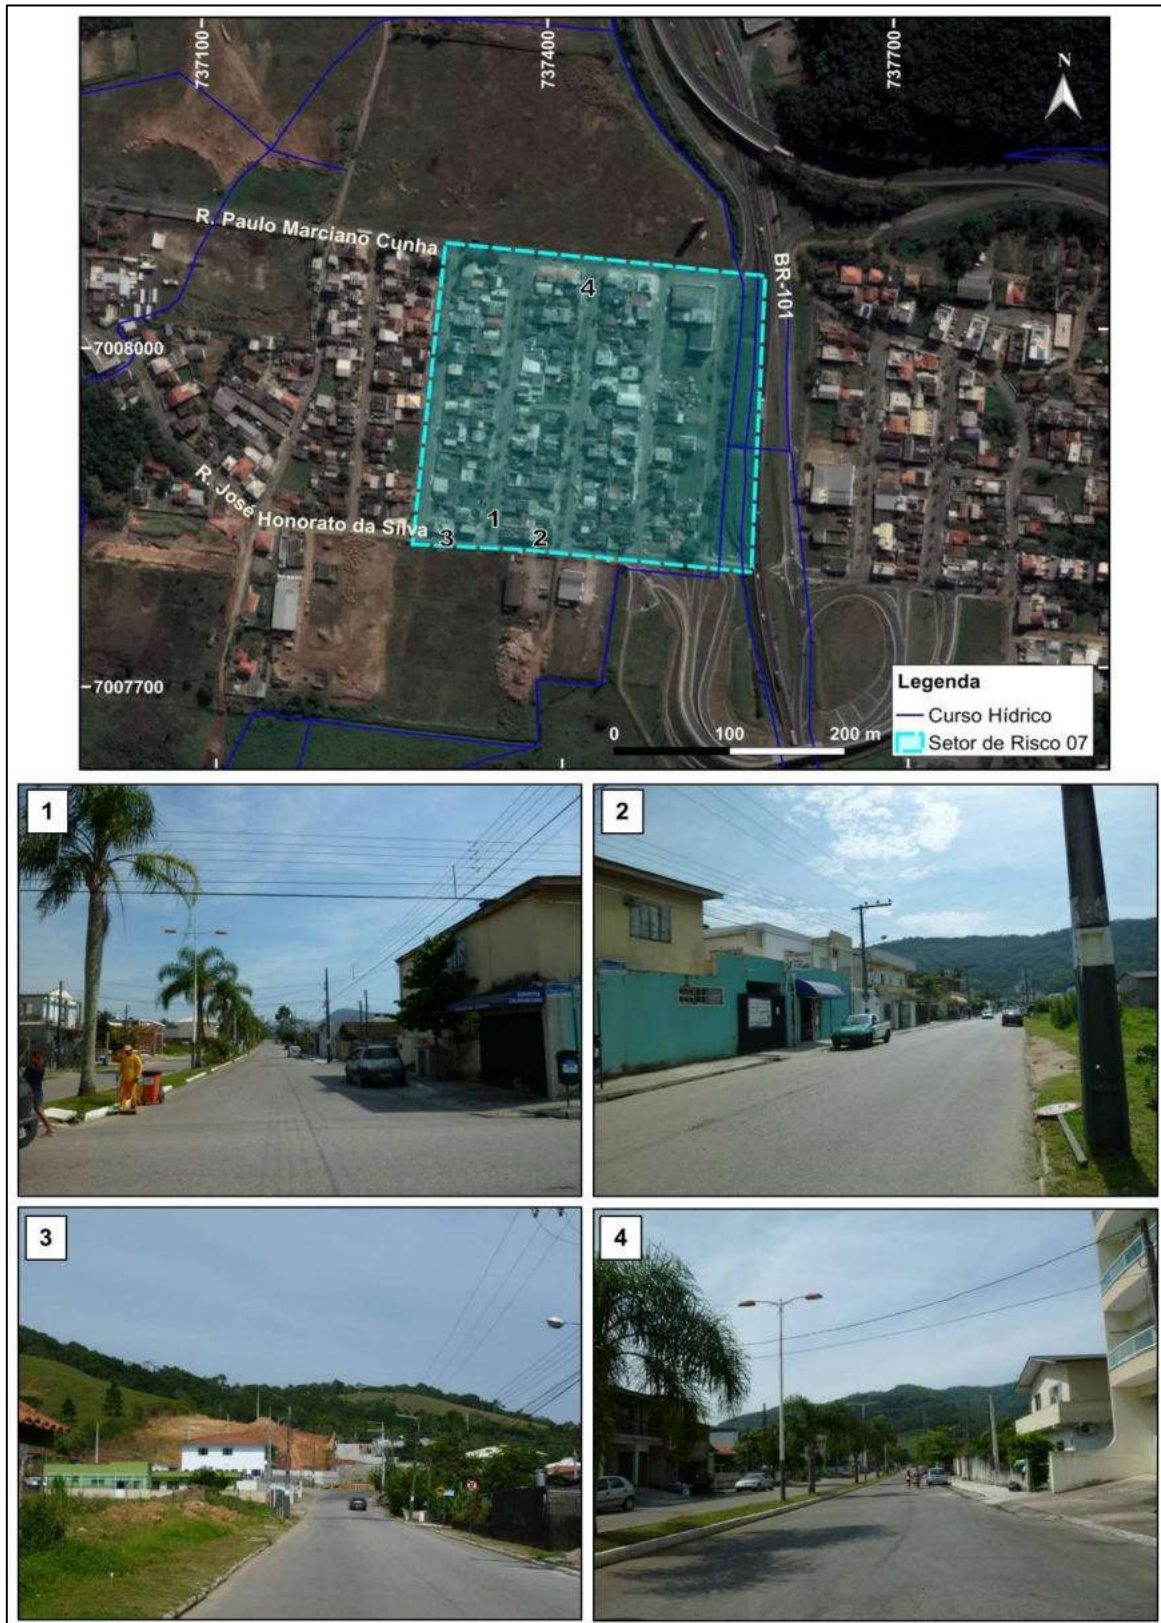 737100
737400
737700
N
R. Paulo Marciano Cunha
BR-101
4
7008000
R. José Honorato da Silva
1
3
2
7007700
Legenda
Curso Hídrico
Setor de Risco 07
0 100 200 m
1
2
3
4